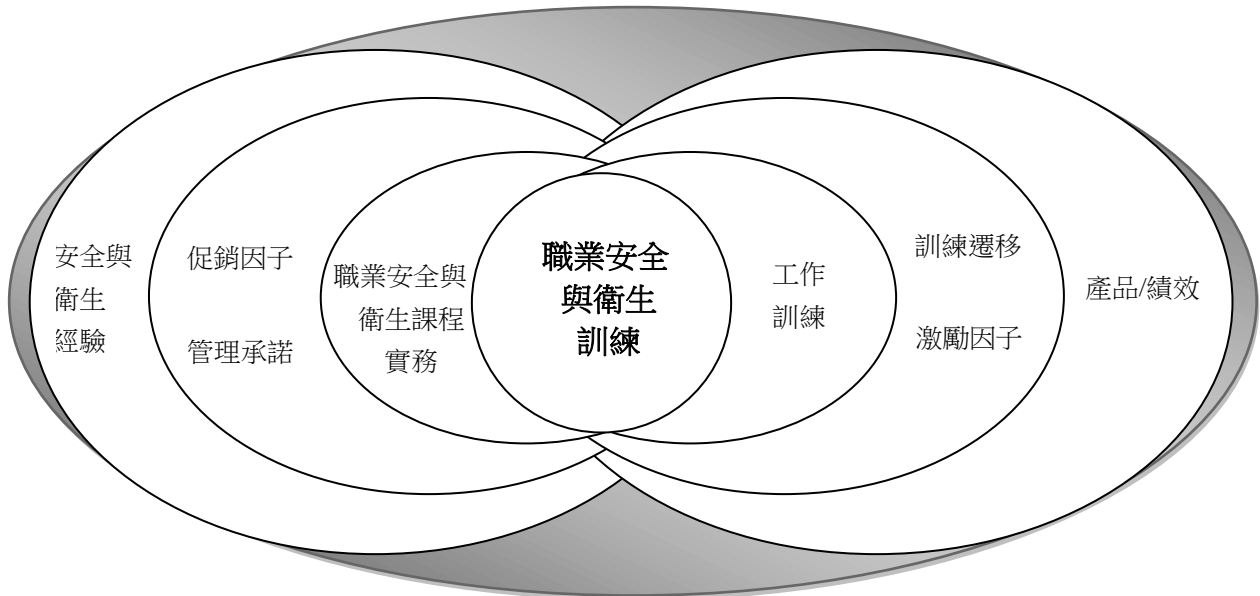 安全與
衛生
經驗
促銷因子
管理承諾
職業安全與
衛生課程
實務
職業安全
與衛生
訓練
工作
訓練
訓練遷移
激勵因子
產品/績效